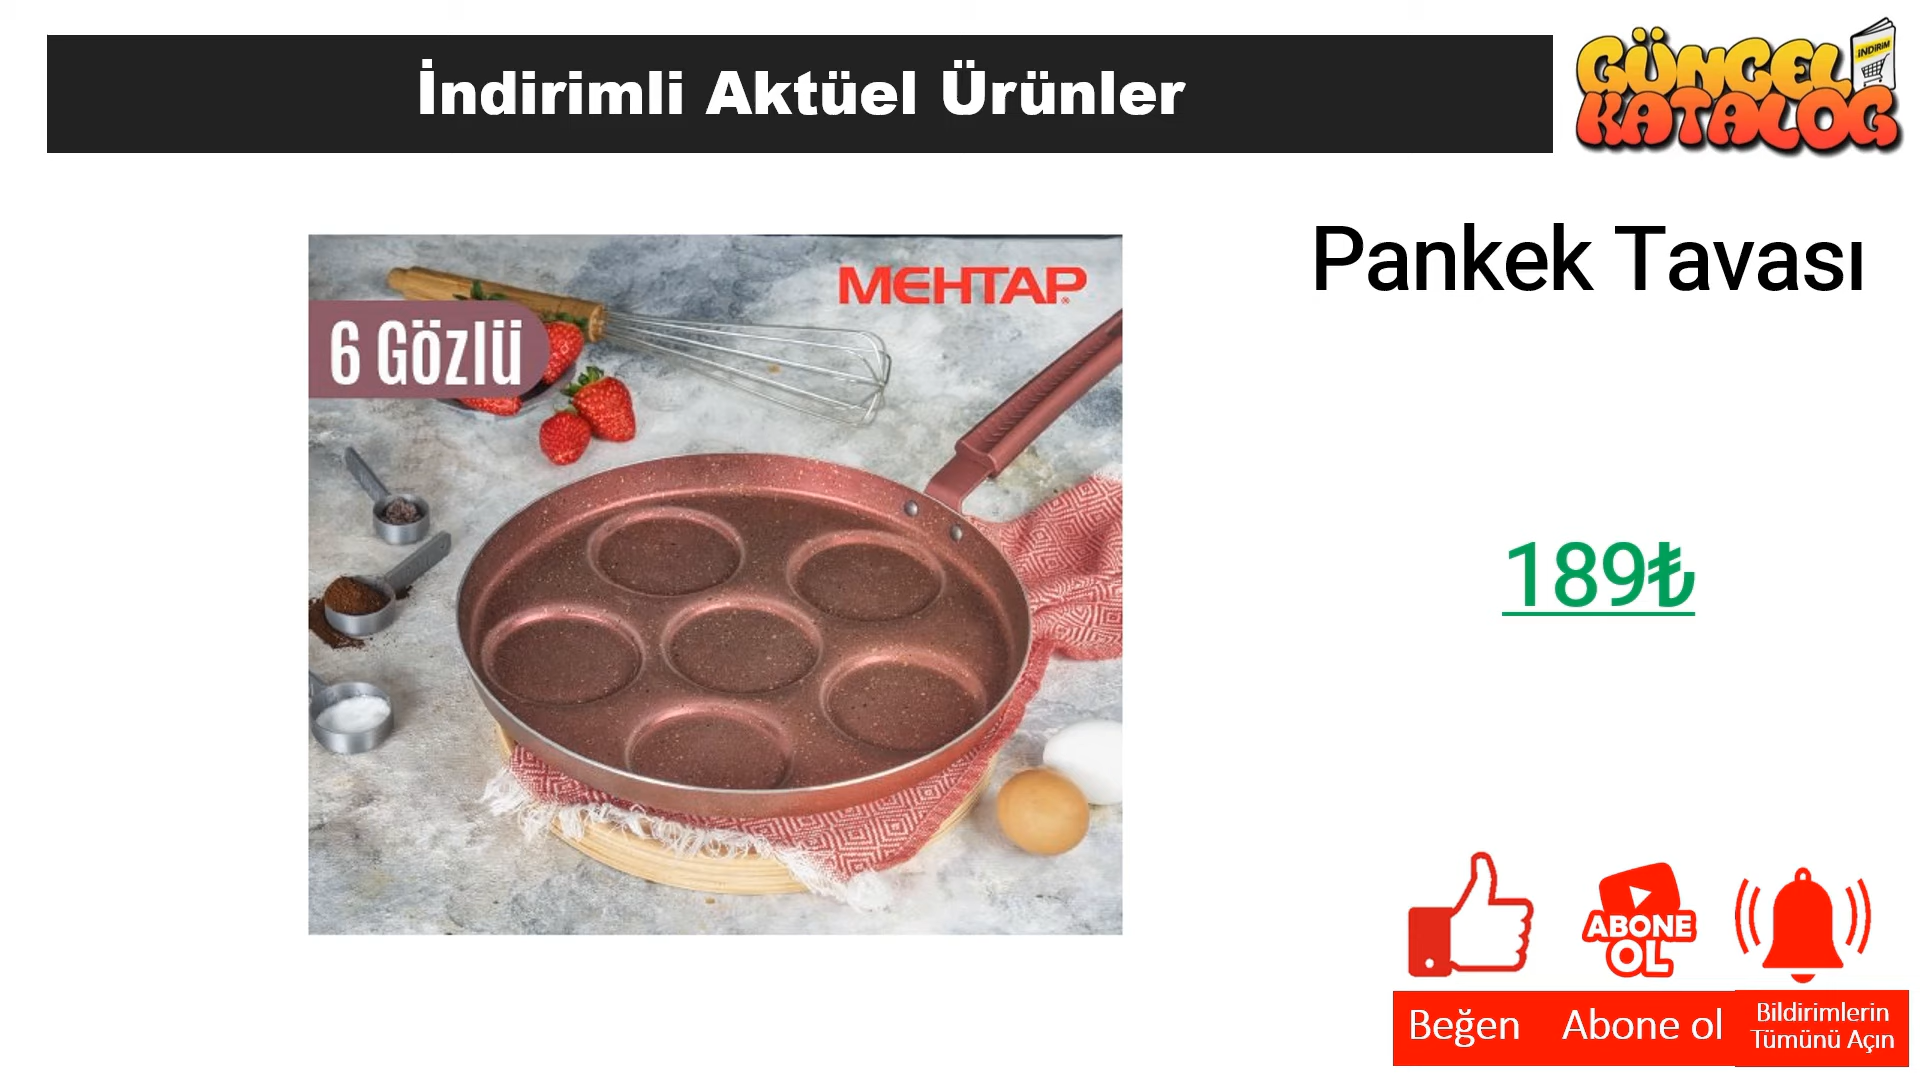 İndirimli Aktüel Ürünler
GÜNCEL
KATALOG
İNDİRİM
Pankek Tavası
MEHTAP®
6 Gözlü
189₺
ABONE
OL
Beğen
Abone ol
Bildirimlerin
Tümünü Açın